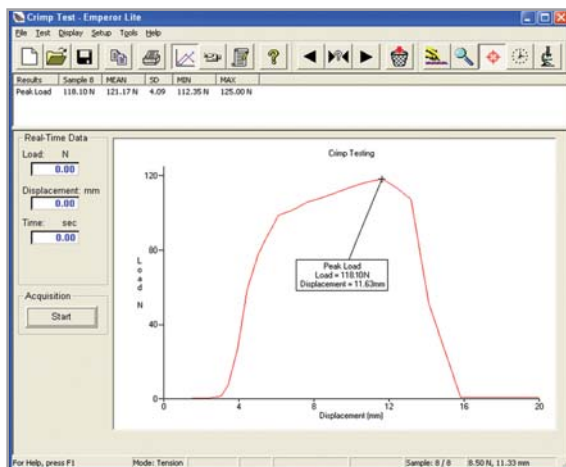 Crimp Test - Emperor Lite
File Test Display Setup Tools Help
Results Sample 8 MEAN SD MIN MAX
Peak Load 118.10 N 121.17 N 4.09 112.35 N 125.00 N
Real-Time Data
Load: N
0.00
Displacement: mm
0.00
Time: sec
0.00
Acquisition
Start
Crimp Testing
Load N
120
80
40
0
Peak Load
Load = 118.10N
Displacement = 11.63mm
4 8 12 16 20
Displacement (mm)
For Help, press F1 Mode: Tension Sample: 8 / 8 8.50 N, 11.33 mm